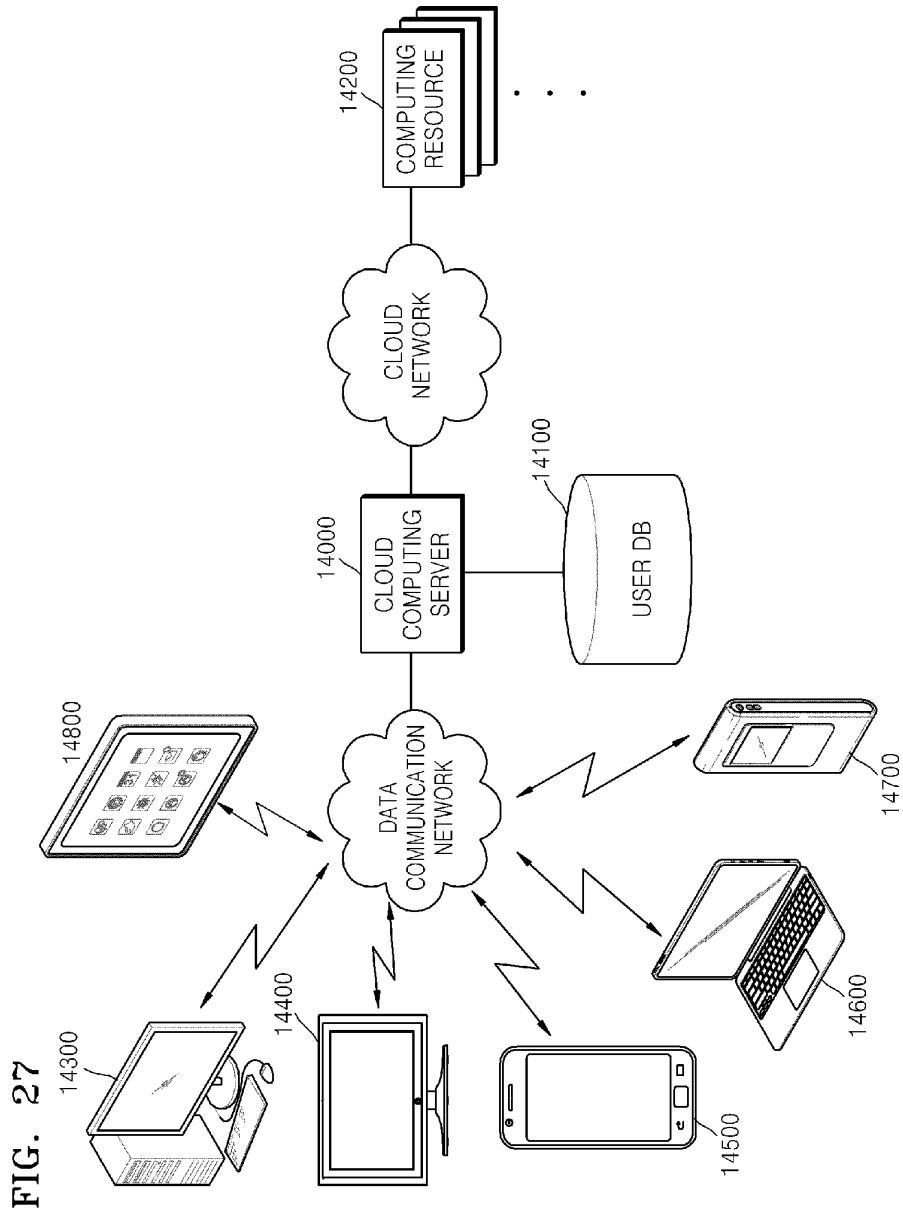 FIG. 27
14300
14400
14500
14600
14700
14800
DATA
COMMUNICATION
NETWORK
14000
CLOUD
COMPUTING
SERVER
14100
USER DB
CLOUD
NETWORK
14200
COMPUTING
RESOURCE
. . .